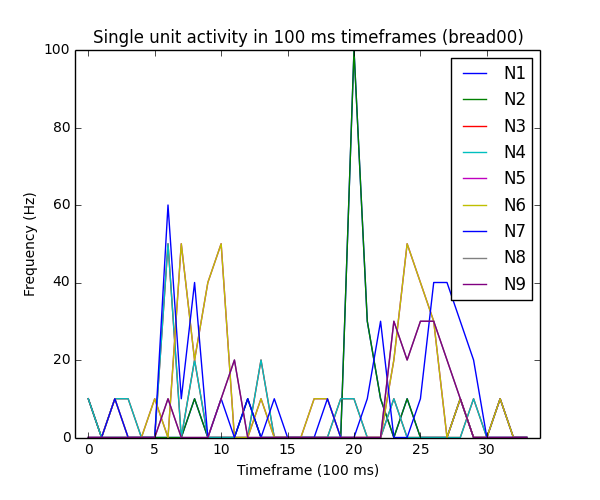 Single unit activity in 100 ms timeframes (bread00)
100
80
60
40
20
0
Frequency (Hz)
N1
N2
N3
N4
N5
N6
N7
N8
N9
0 5 10 15 20 25 30
Timeframe (100 ms)